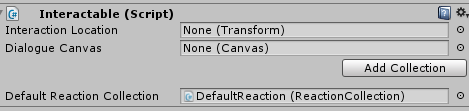 Interactable (Script)
Interaction Location None (Transform)
Dialogue Canvas None (Canvas)
Add Collection
Default Reaction Collection DefaultReaction (ReactionCollection)